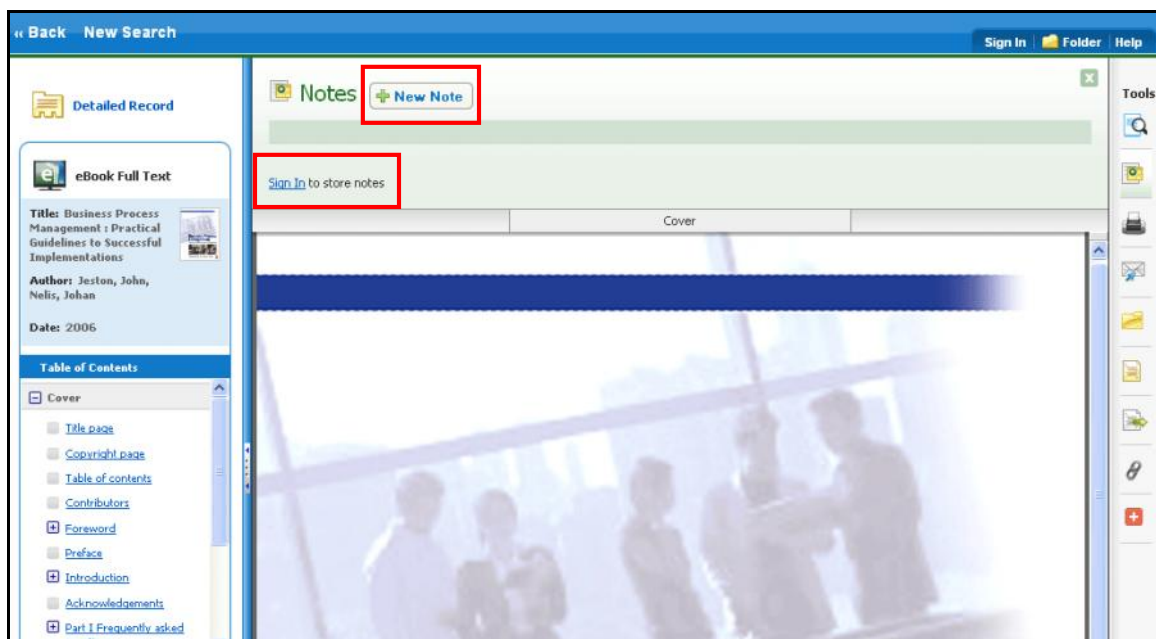 ‹‹ Back New Search
Sign In Folder Help
Detailed Record
eBook Full Text
Title: Business Process
Management : Practical
Guidelines to Successful
Implementations
Author: Jeston, John,
Nelis, Johan
Date: 2006
Table of Contents
Cover
Title page
Copyright page
Table of contents
Contributors
Foreword
Preface
Introduction
Acknowledgements
Part I Frequently asked
Notes New Note
Sign In to store notes
Cover
Tools